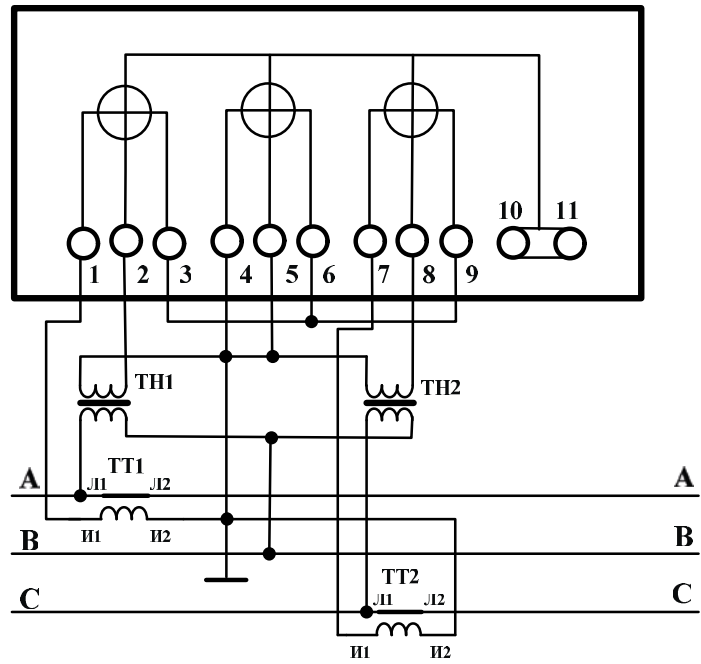 10 11
1 2 3 4 5 6 7 8 9
ТН1 ТН2
ТТ1
А Л1 Л2 А
И1 И2
В В
ТТ2
С Л1 Л2 С
И1 И2